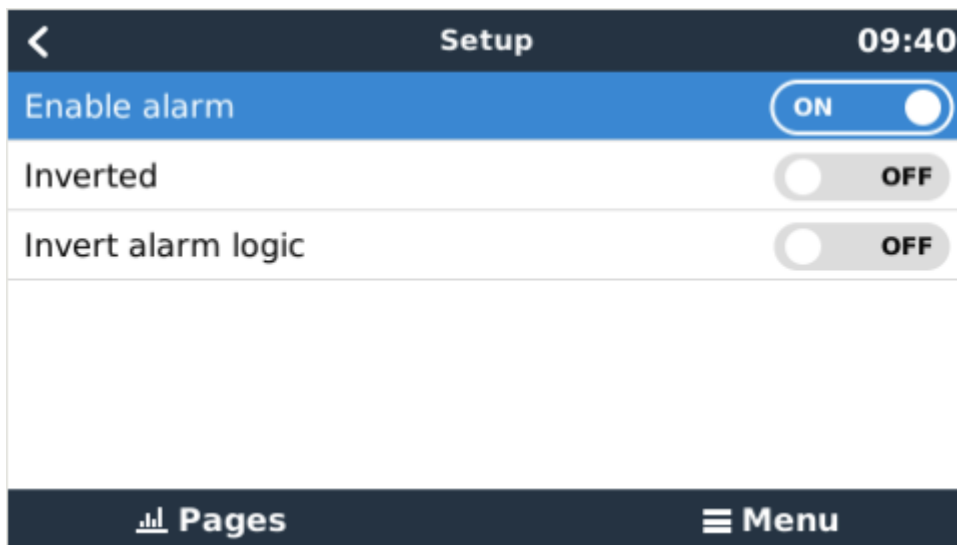 Setup 09:40
Enable alarm ON
Inverted OFF
Invert alarm logic OFF
Pages Menu